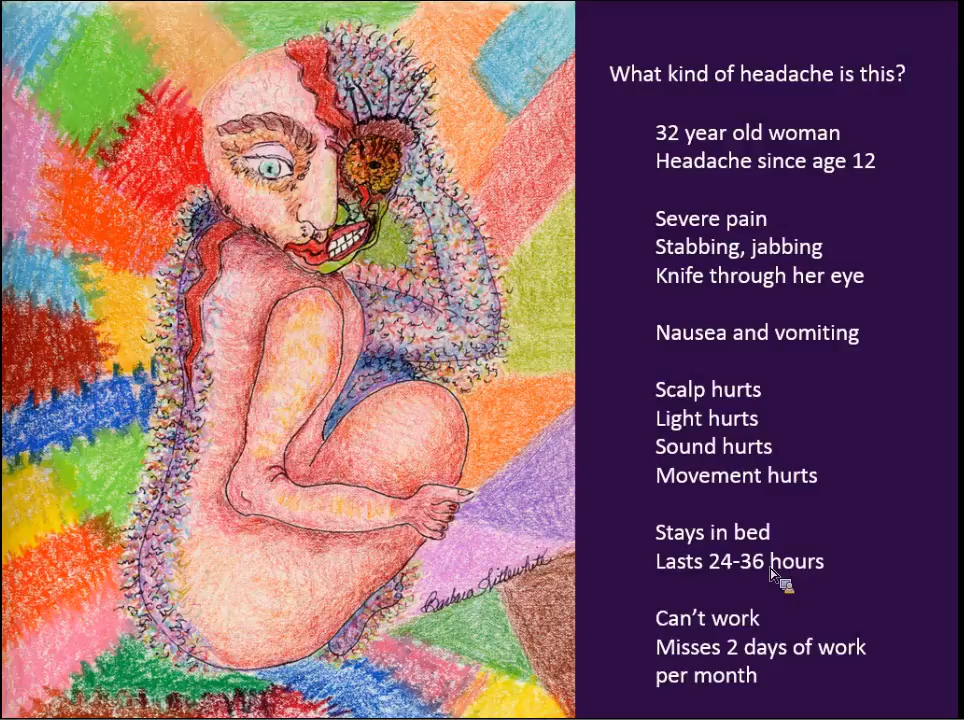 What kind of headache is this?
32 year old woman
Headache since age 12
Severe pain
Stabbing, jabbing
Knife through her eye
Nausea and vomiting
Scalp hurts
Light hurts
Sound hurts
Movement hurts
Stays in bed
Lasts 24-36 hours
Can't work
Misses 2 days of work
per month
Barbara